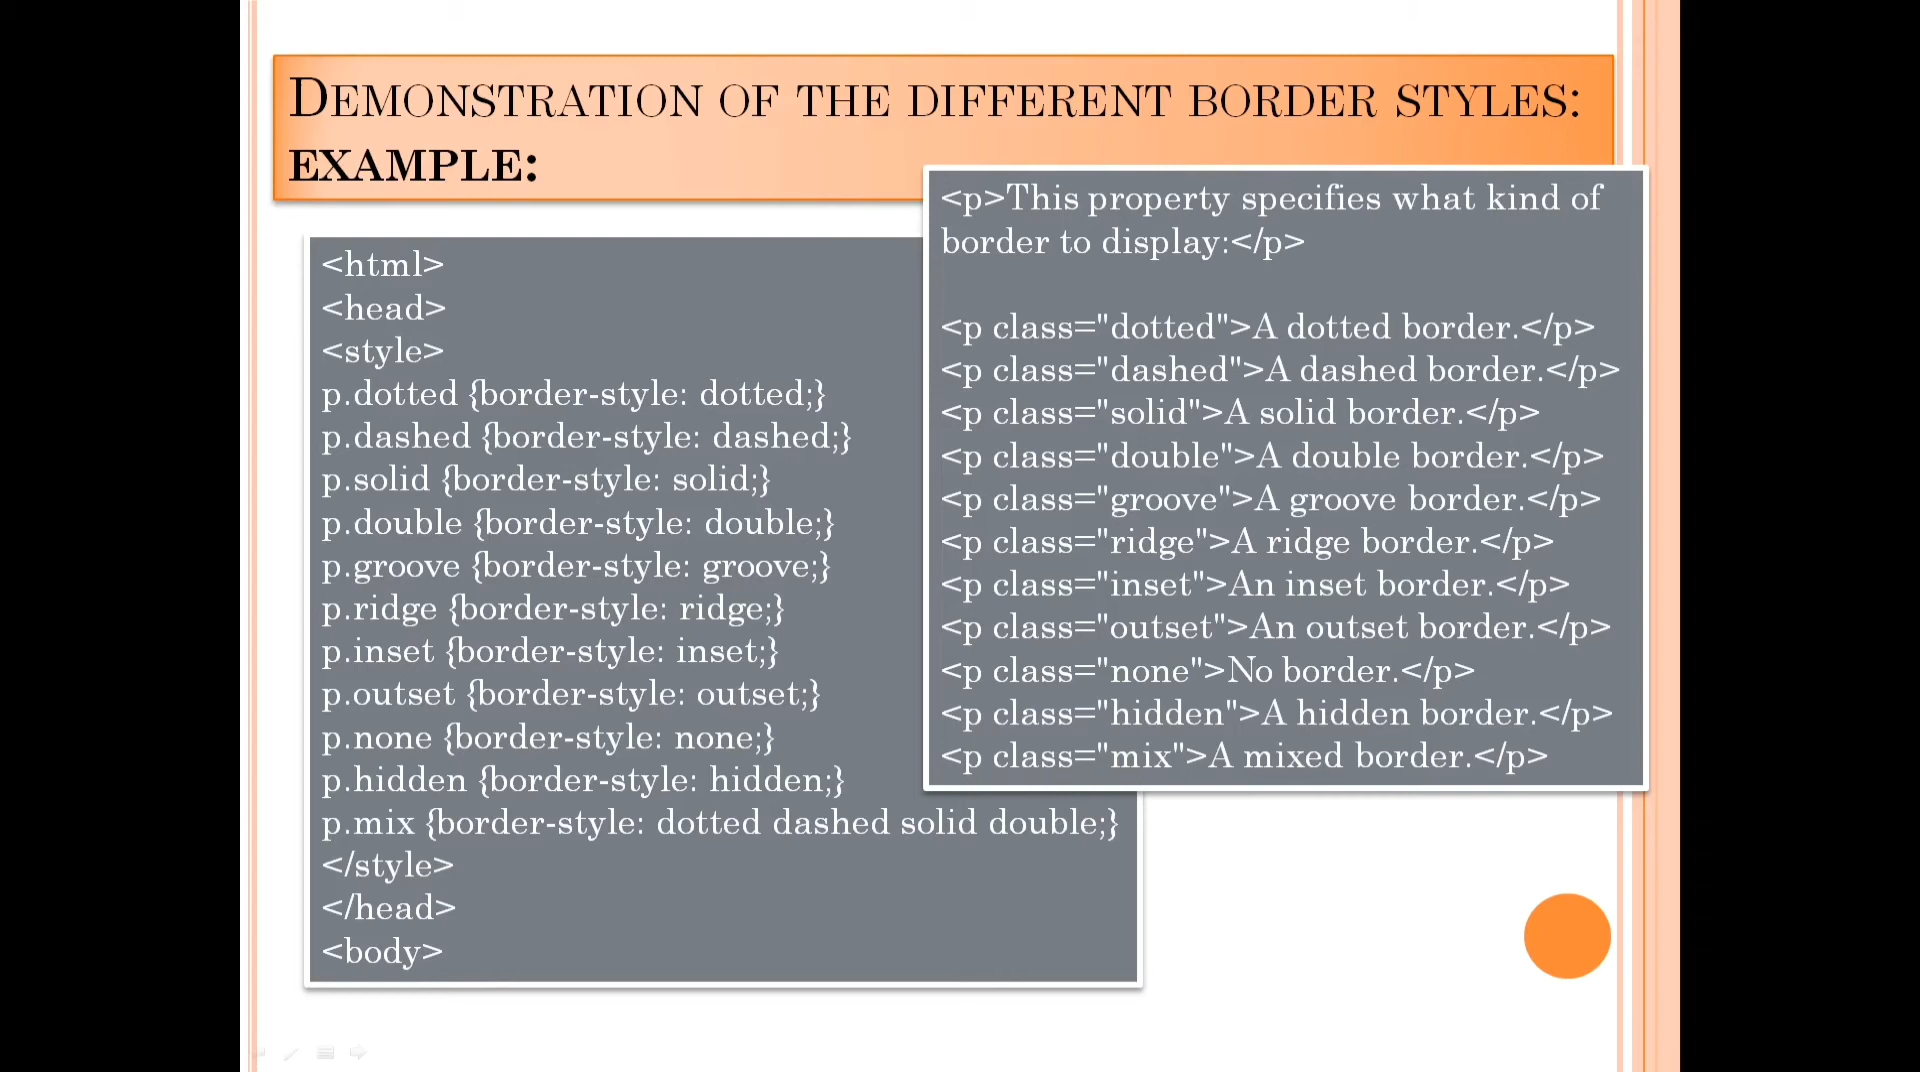 DEMONSTRATION OF THE DIFFERENT BORDER STYLES:
EXAMPLE:
<html>
<head>
<style>
p.dotted {border-style: dotted;}
p.dashed {border-style: dashed;}
p.solid {border-style: solid;}
p.double {border-style: double;}
p.groove {border-style: groove;}
p.ridge {border-style: ridge;}
p.inset {border-style: inset;}
p.outset {border-style: outset;}
p.none {border-style: none;}
p.hidden {border-style: hidden;}
p.mix {border-style: dotted dashed solid double;}
</style>
</head>
<body>
<p>This property specifies what kind of
border to display:</p>
<p class="dotted">A dotted border.</p>
<p class="dashed">A dashed border.</p>
<p class="solid">A solid border.</p>
<p class="double">A double border.</p>
<p class="groove">A groove border.</p>
<p class="ridge">A ridge border.</p>
<p class="inset">An inset border.</p>
<p class="outset">An outset border.</p>
<p class="none">No border.</p>
<p class="hidden">A hidden border.</p>
<p class="mix">A mixed border.</p>